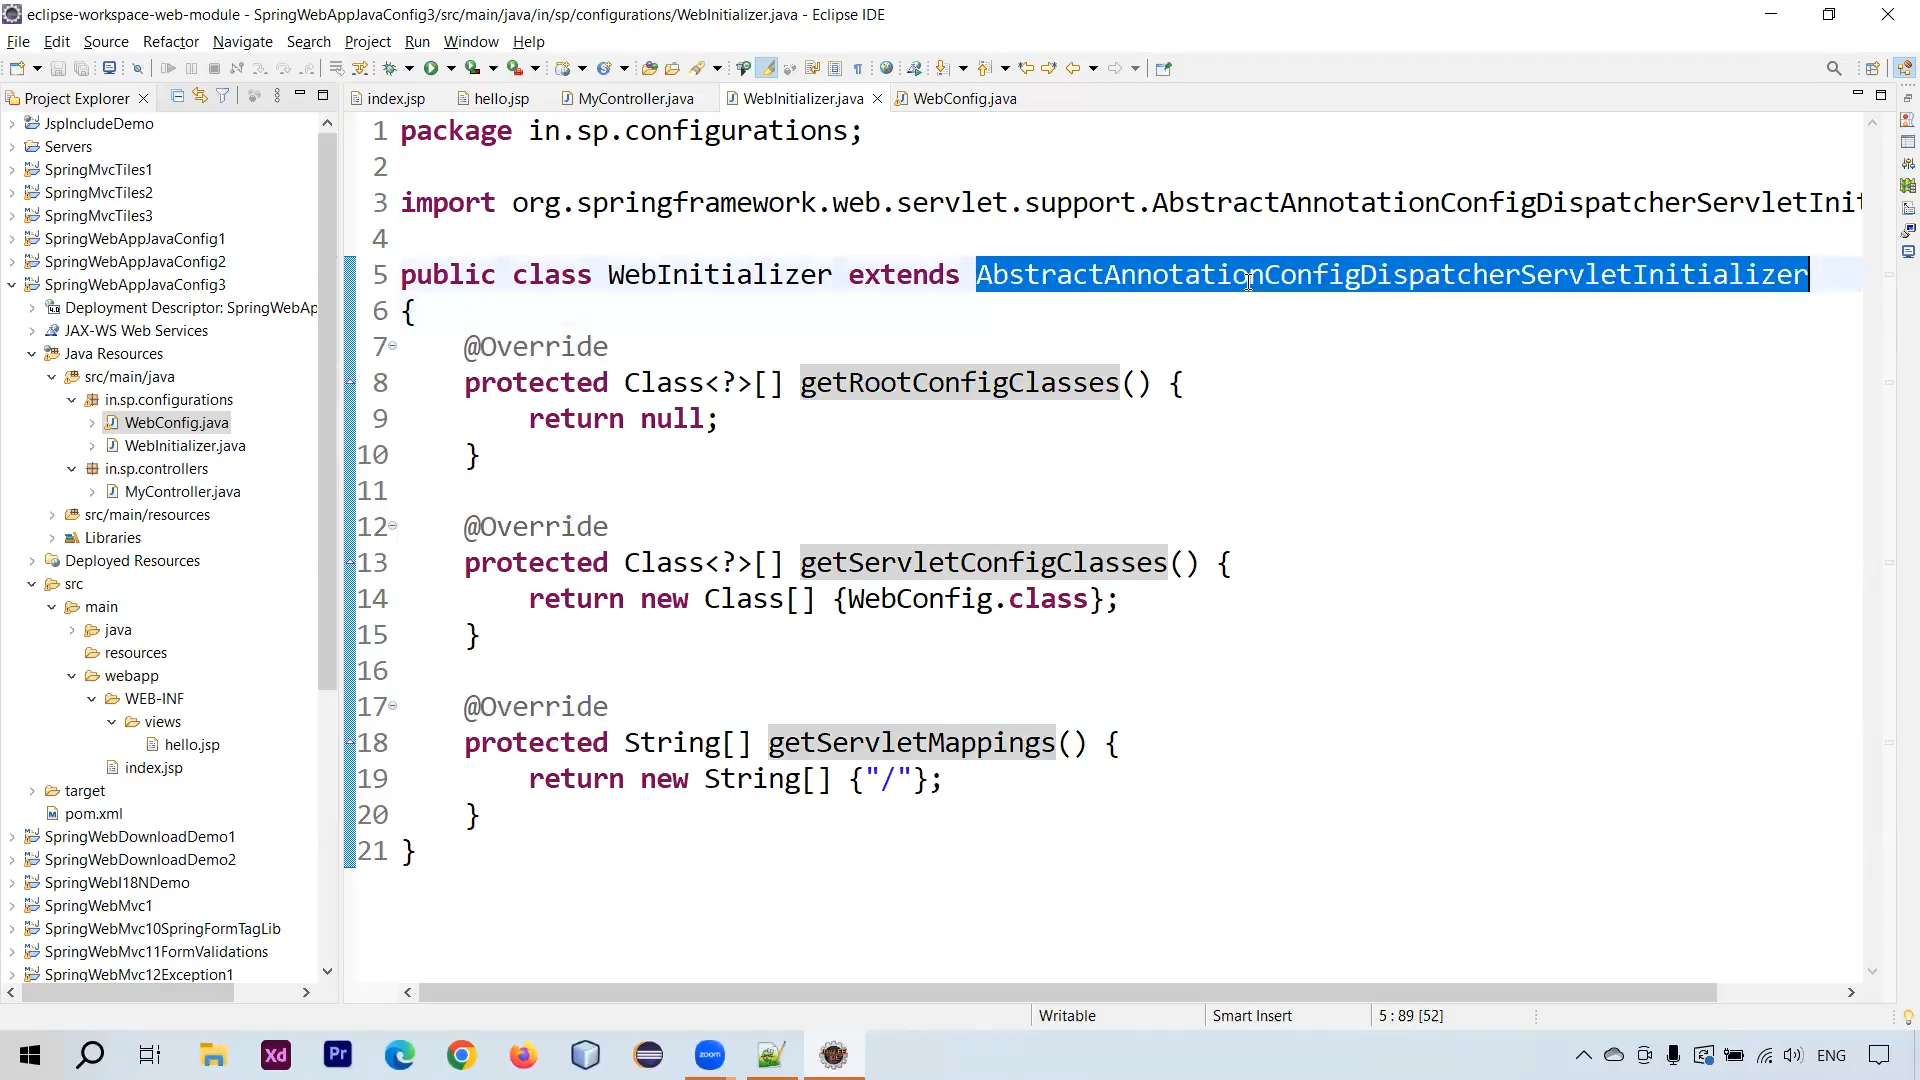 eclipse-workspace-web-module - SpringWebAppJavaConfig3/src/main/java/in/sp/configurations/WebInitializer.java - Eclipse IDE
File Edit Source Refactor Navigate Search Project Run Window Help
Project Explorer
index.jsp hello.jsp MyController.java WebInitializer.java WebConfig.java
JspIncludeDemo
Servers
SpringMvcTiles1
SpringMvcTiles2
SpringMvcTiles3
SpringWebAppJavaConfig1
SpringWebAppJavaConfig2
SpringWebAppJavaConfig3
Deployment Descriptor: SpringWebAp
JAX-WS Web Services
Java Resources
src/main/java
in.sp.configurations
WebConfig.java
WebInitializer.java
in.sp.controllers
MyController.java
src/main/resources
Libraries
Deployed Resources
src
main
java
resources
webapp
WEB-INF
views
hello.jsp
index.jsp
target
pom.xml
SpringWebDownloadDemo1
SpringWebDownloadDemo2
SpringWebI18NDemo
SpringWebMvc1
SpringWebMvc10SpringFormTagLib
SpringWebMvc11FormValidations
SpringWebMvc12Exception1
1 package in.sp.configurations;
2
3 import org.springframework.web.servlet.support.AbstractAnnotationConfigDispatcherServletInit
4
5 public class WebInitializer extends AbstractAnnotationConfigDispatcherServletInitializer
6 {
7 @Override
8 protected Class<?>[] getRootConfigClasses() {
9 return null;
10 }
11
12 @Override
13 protected Class<?>[] getServletConfigClasses() {
14 return new Class[] {WebConfig.class};
15 }
16
17 @Override
18 protected String[] getServletMappings() {
19 return new String[] {"/"};
20 }
21 }
Writable Smart Insert 5 : 89 [52]
Xd Pr zoom ENG